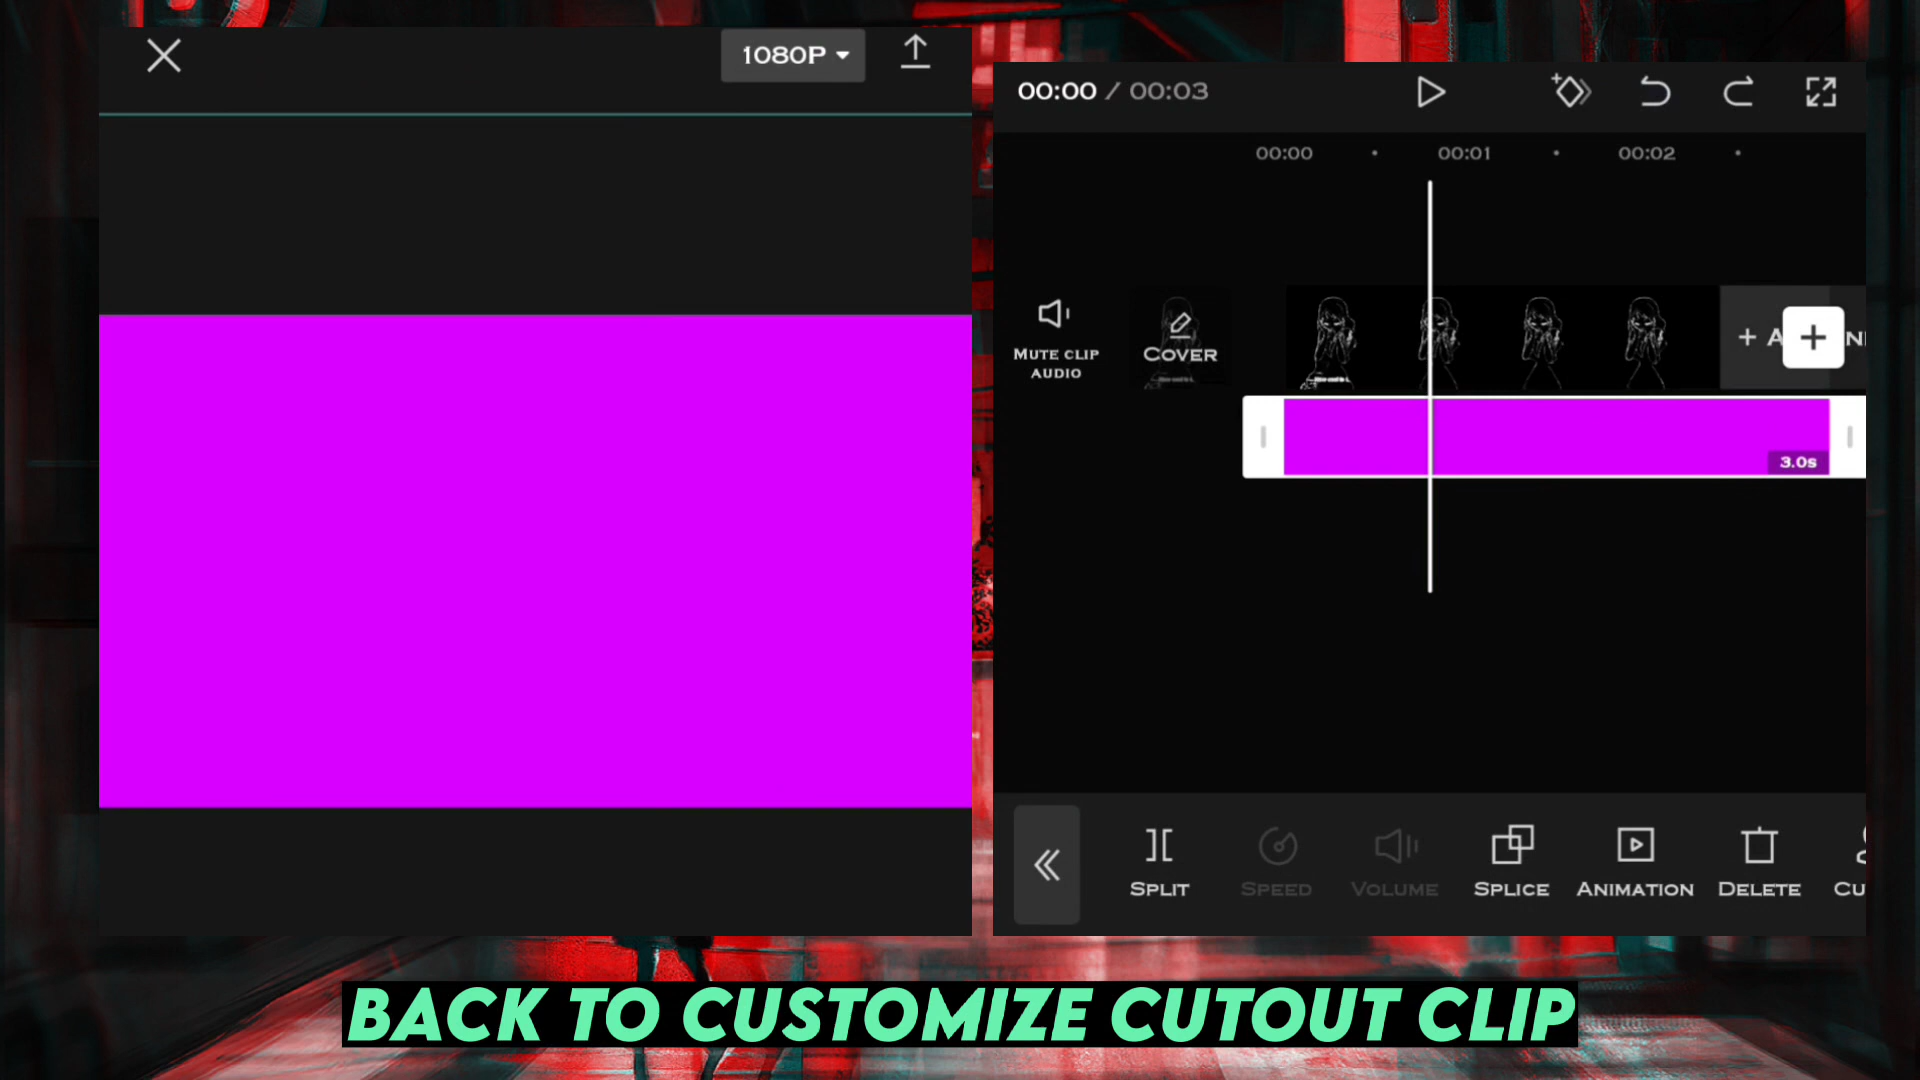 1080P
00:00 / 00:03
00:00 00:01 00:02
MUTE CLIP
AUDIO
COVER
3.0s
SPLIT
SPEED
VOLUME
SPLICE
ANIMATION
DELETE
BACK TO CUSTOMIZE CUTOUT CLIP